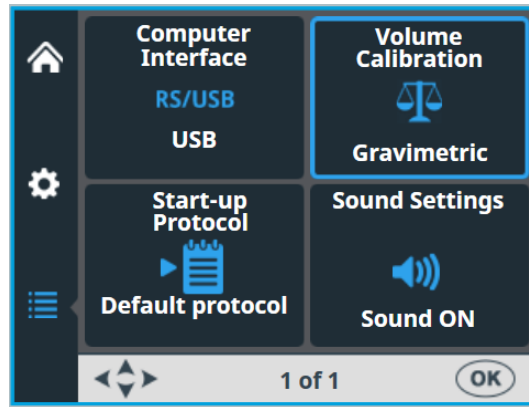 Computer
Interface
RS/USB
USB
Volume
Calibration
Gravimetric
Start-up
Protocol
Default protocol
Sound Settings
Sound ON
1 of 1
OK